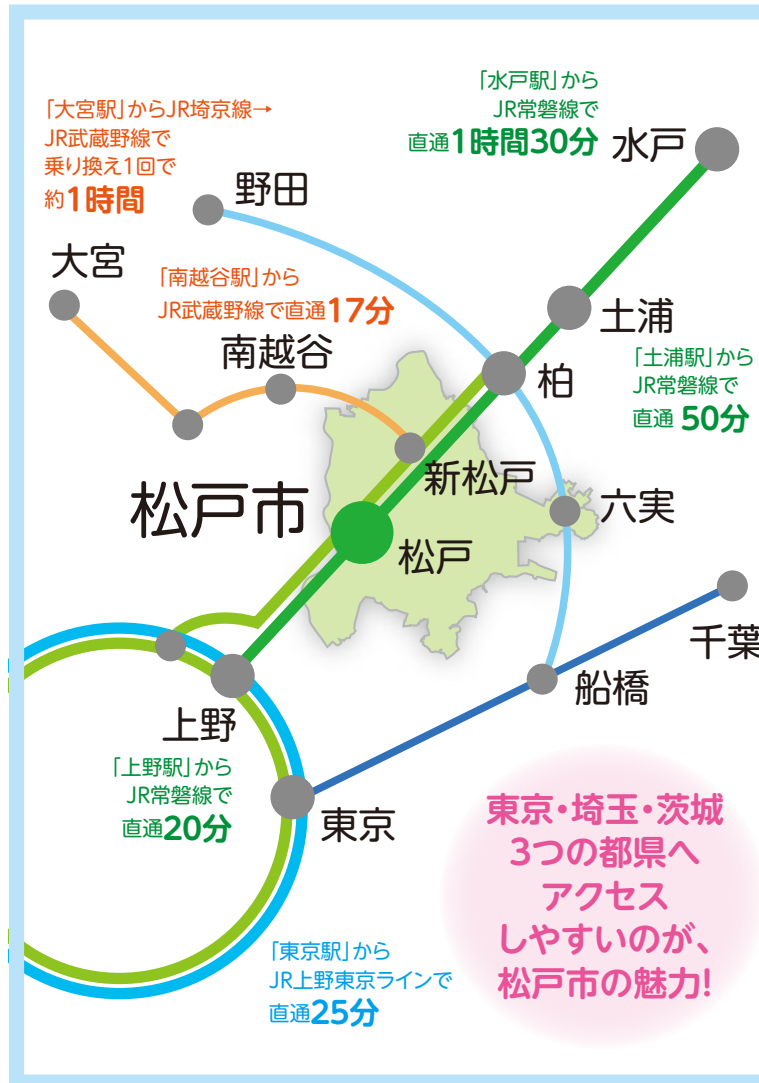 「大宮駅」からJR埼京線→
JR武蔵野線で
乗り換え1回で
約1時間
「水戸駅」から
JR常磐線で
直通1時間30分
水戸
野田
大宮
「南越谷駅」から
JR武蔵野線で直通17分
南越谷
土浦
「土浦駅」から
JR常磐線で
直通50分
柏
新松戸
松戸市
松戸
六実
千葉
船橋
上野
「上野駅」から
JR常磐線で
直通20分
東京
「東京駅」から
JR上野東京ラインで
直通25分
東京・埼玉・茨城
3つの都県へ
アクセス
しやすいのが、
松戸市の魅力!